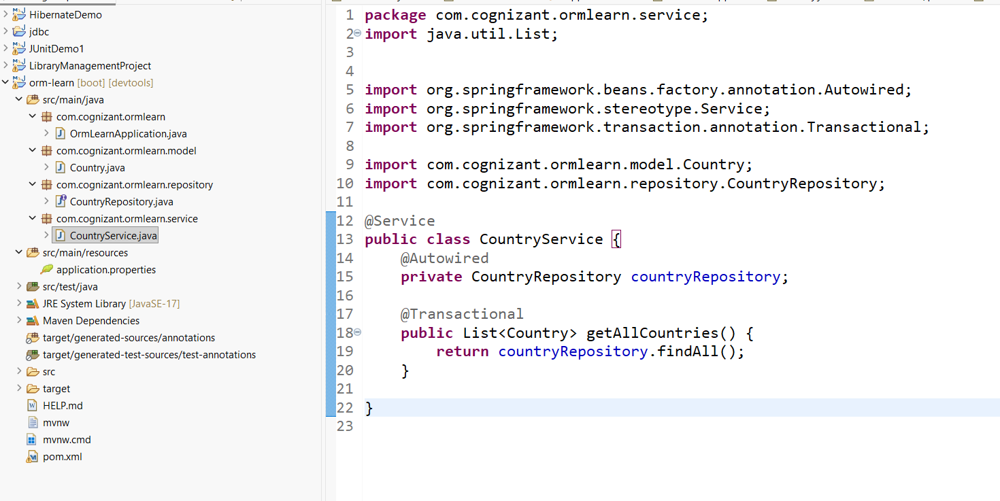 HibernateDemo
jdbc
JUnitDemo1
LibraryManagementProject
orm-learn [boot] [devtools]
src/main/java
com.cognizant.ormlearn
OrmLearnApplication.java
com.cognizant.ormlearn.model
Country.java
com.cognizant.ormlearn.repository
CountryRepository.java
com.cognizant.ormlearn.service
CountryService.java
src/main/resources
application.properties
src/test/java
JRE System Library [JavaSE-17]
Maven Dependencies
target/generated-sources/annotations
target/generated-test-sources/test-annotations
src
target
HELP.md
mvnw
mvnw.cmd
pom.xml
1 package com.cognizant.ormlearn.service;
2 import java.util.List;
3
4
5 import org.springframework.beans.factory.annotation.Autowired;
6 import org.springframework.stereotype.Service;
7 import org.springframework.transaction.annotation.Transactional;
8
9 import com.cognizant.ormlearn.model.Country;
10 import com.cognizant.ormlearn.repository.CountryRepository;
11
12 @Service
13 public class CountryService {
14     @Autowired
15     private CountryRepository countryRepository;
16
17     @Transactional
18     public List<Country> getAllCountries() {
19         return countryRepository.findAll();
20     }
21
22 }
23